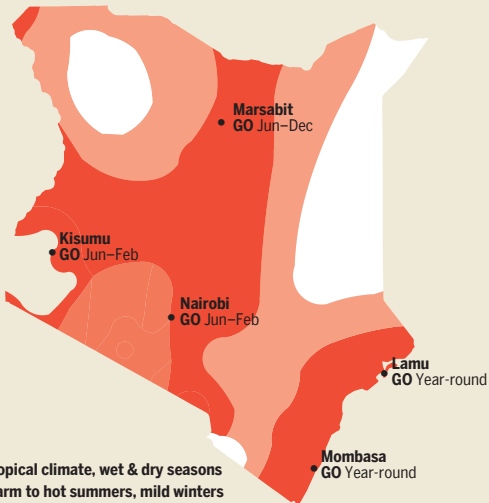 Marsabit
GO Jun–Dec
Kisumu
GO Jun–Feb
Nairobi
GO Jun–Feb
Lamu
GO Year-round
Mombasa
GO Year-round
opical climate, wet & dry seasons
arm to hot summers, mild winters